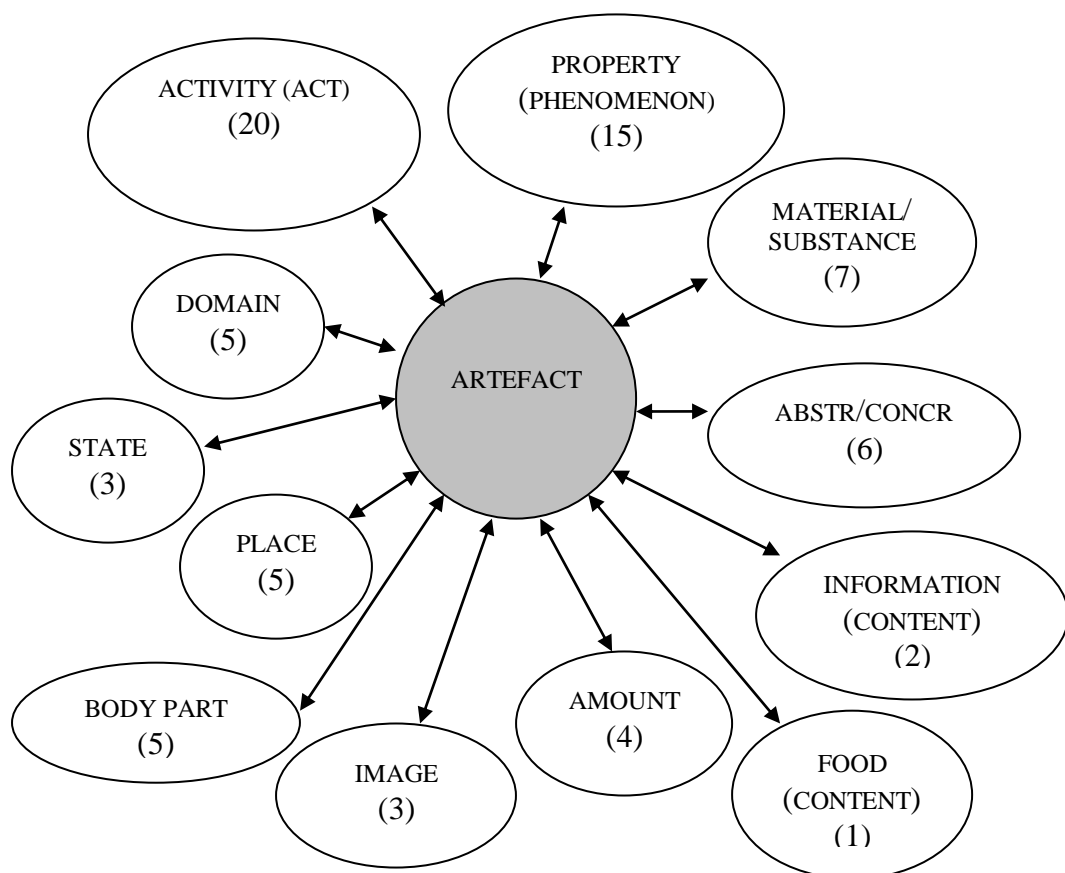 ACTIVITY (ACT)
(20)
PROPERTY
(PHENOMENON)
(15)
MATERIAL/
SUBSTANCE
(7)
DOMAIN
(5)
ARTEFACT
ABSTR/CONCR
(6)
STATE
(3)
PLACE
(5)
INFORMATION
(CONTENT)
(2)
BODY PART
(5)
AMOUNT
(4)
IMAGE
(3)
FOOD
(CONTENT)
(1)